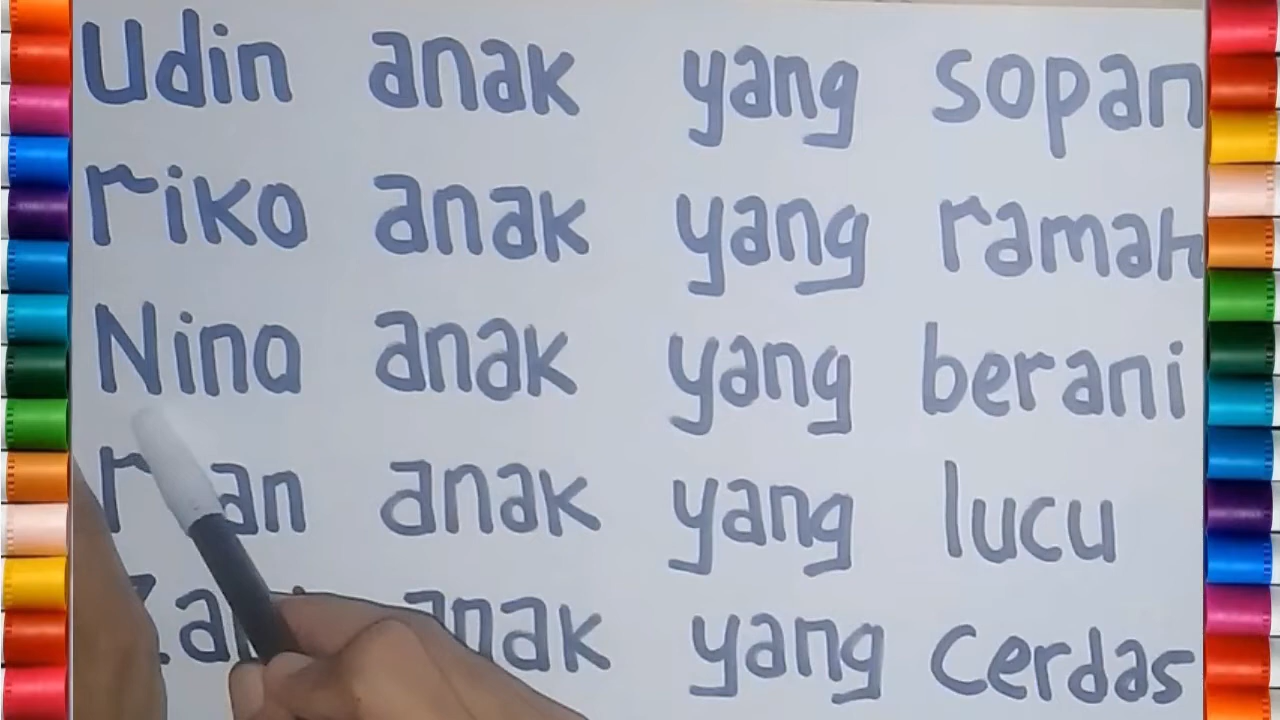 Udin anak yang sopan
riko anak yang ramah
Nina anak yang berani
anak yang lucu
anak yang cerdas